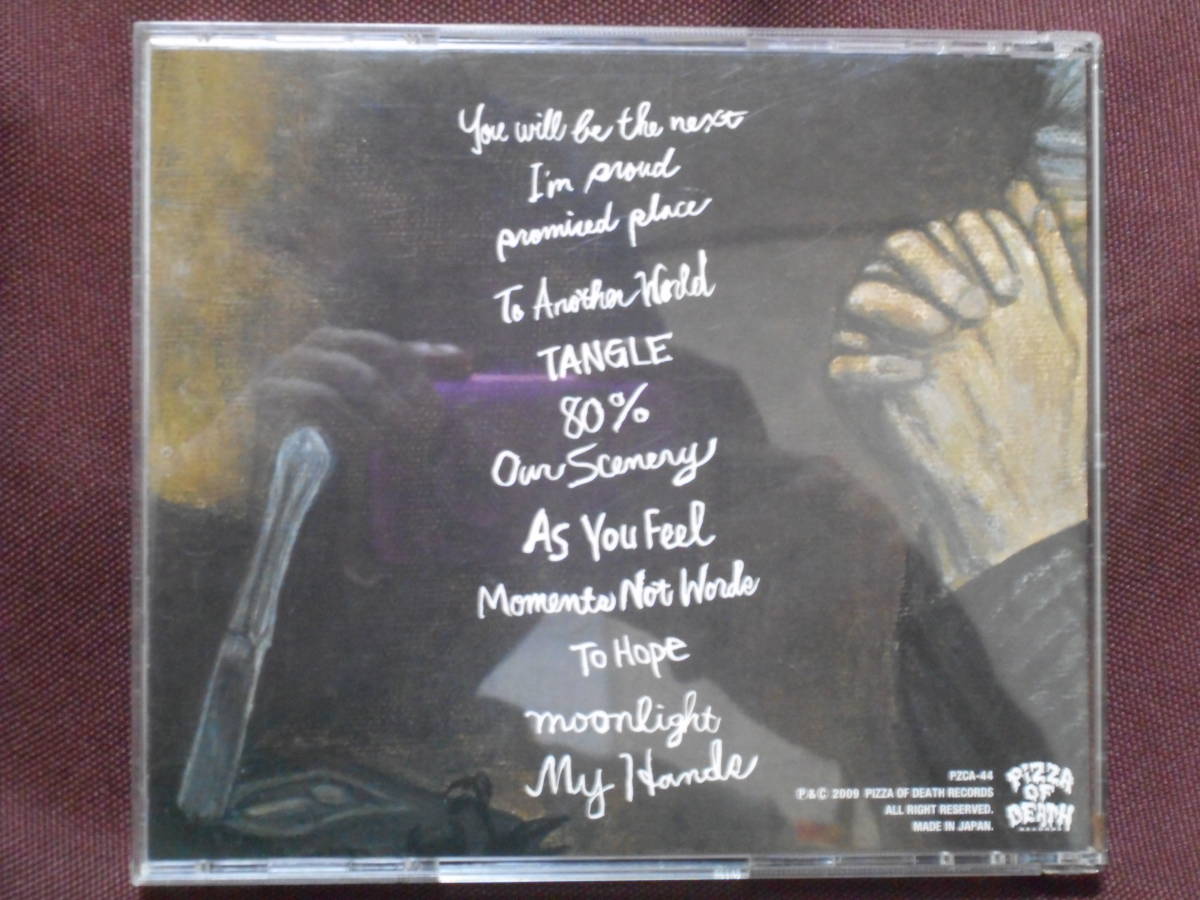 You will be the next
I'm proud
promised place
To Another World
TANGLE
80%
Our Scenery
As You Feel
Moments Not Words
To Hope
moonlight
My Hands
PZCA-44
Ⓟ&Ⓒ 2009 PIZZA OF DEATH RECORDS
ALL RIGHT RESERVED.
MADE IN JAPAN.
PIZZA
OF
DEATH
RECORDS